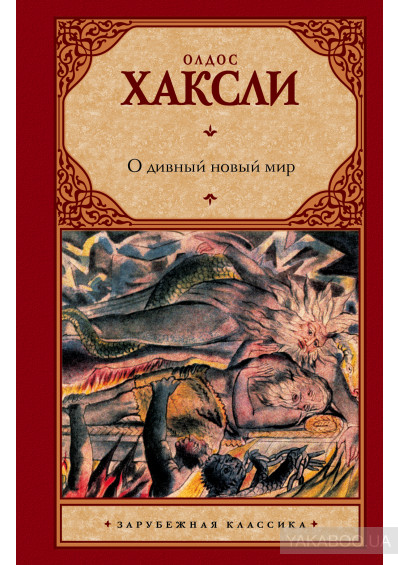 ОЛДОС
ХАКСЛИ
О дивный новый мир
ЗАРУБЕЖНАЯ КЛАССИКА
YAKABOO.UA